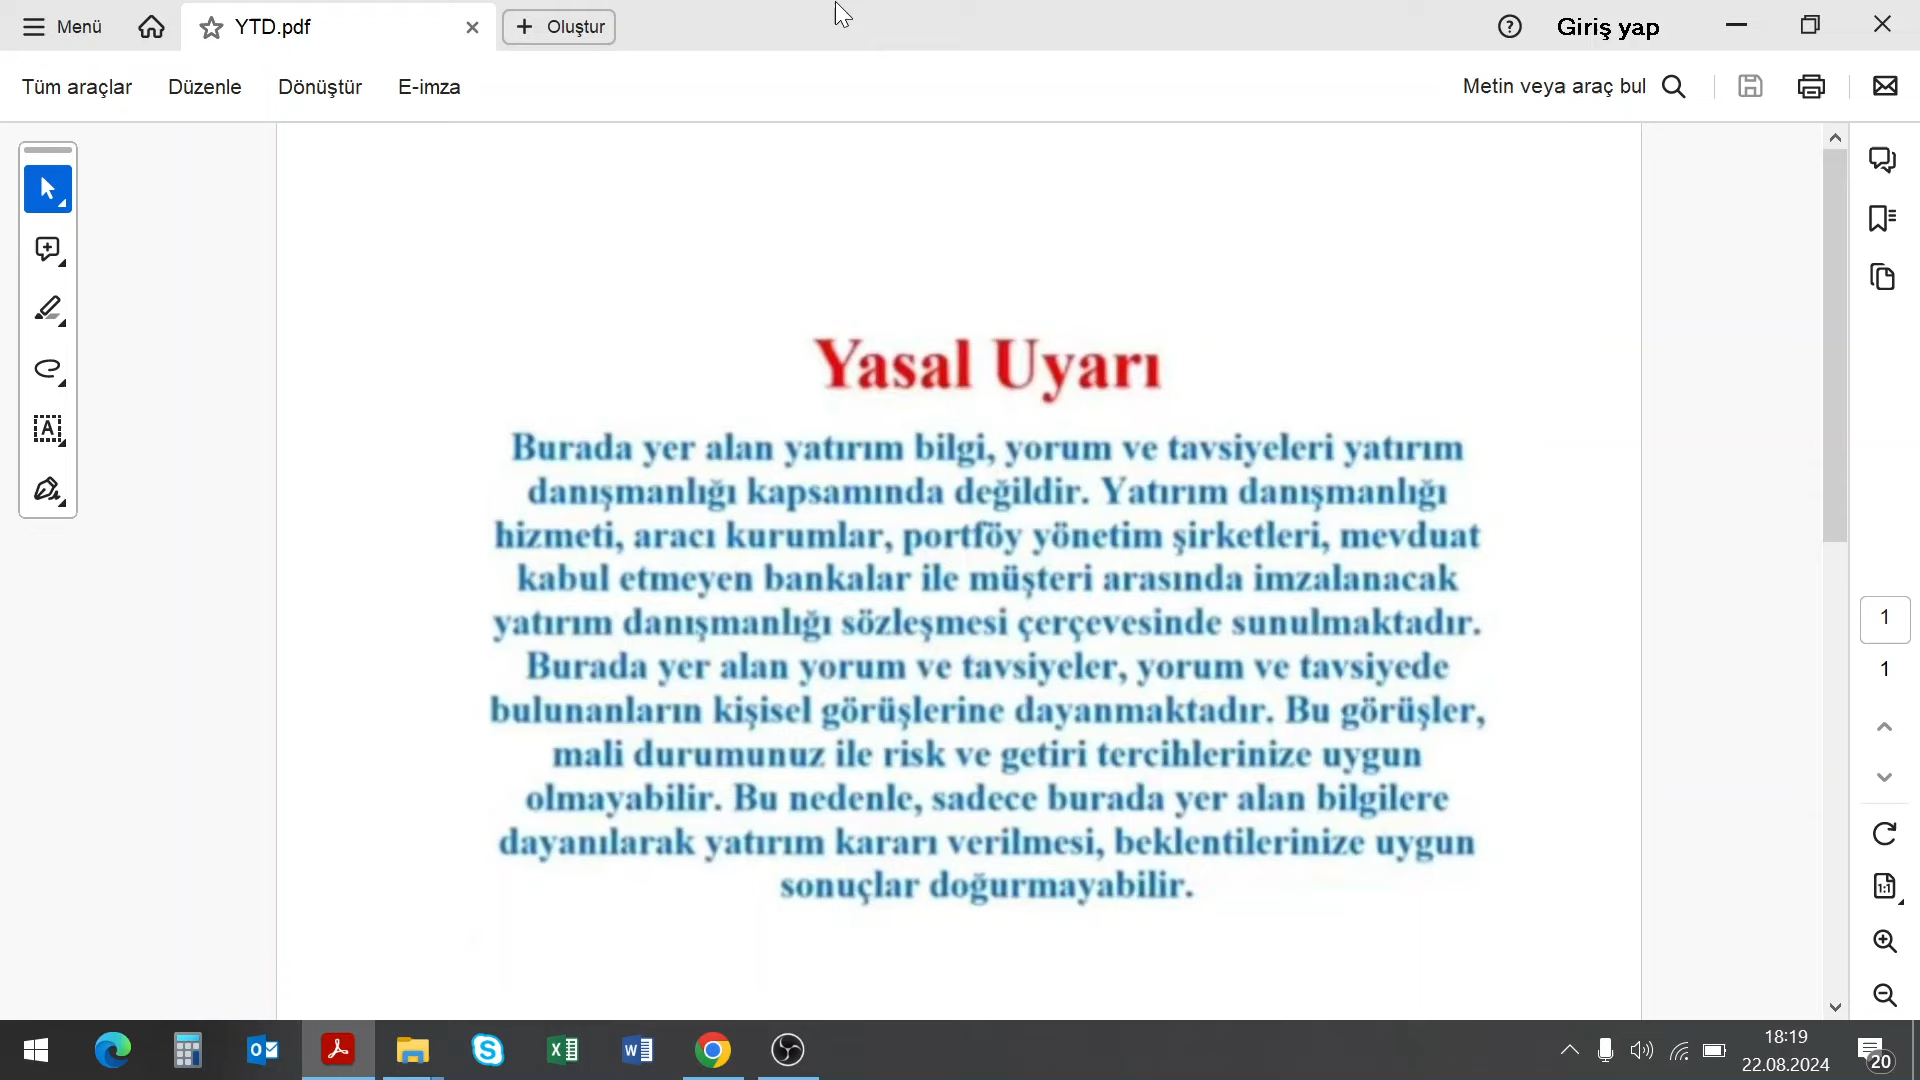 Menü
YTD.pdf
Oluştur
Giriş yap
Tüm araçlar
Düzenle
Dönüştür
E-imza
Metin veya araç bul
Yasal Uyarı
Burada yer alan yatırım bilgi, yorum ve tavsiyeleri yatırım
danışmanlığı kapsamında değildir. Yatırım danışmanlığı
hizmeti, aracı kurumlar, portföy yönetim şirketleri, mevduat
kabul etmeyen bankalar ile müşteri arasında imzalanacak
yatırım danışmanlığı sözleşmesi çerçevesinde sunulmaktadır.
Burada yer alan yorum ve tavsiyeler, yorum ve tavsiyede
bulunanların kişisel görüşlerine dayanmaktadır. Bu görüşler,
mali durumunuz ile risk ve getiri tercihlerinize uygun
olmayabilir. Bu nedenle, sadece burada yer alan bilgilere
dayanılarak yatırım kararı verilmesi, beklentilerinize uygun
sonuçlar doğurmayabilir.
1
1
18:19
22.08.2024
20